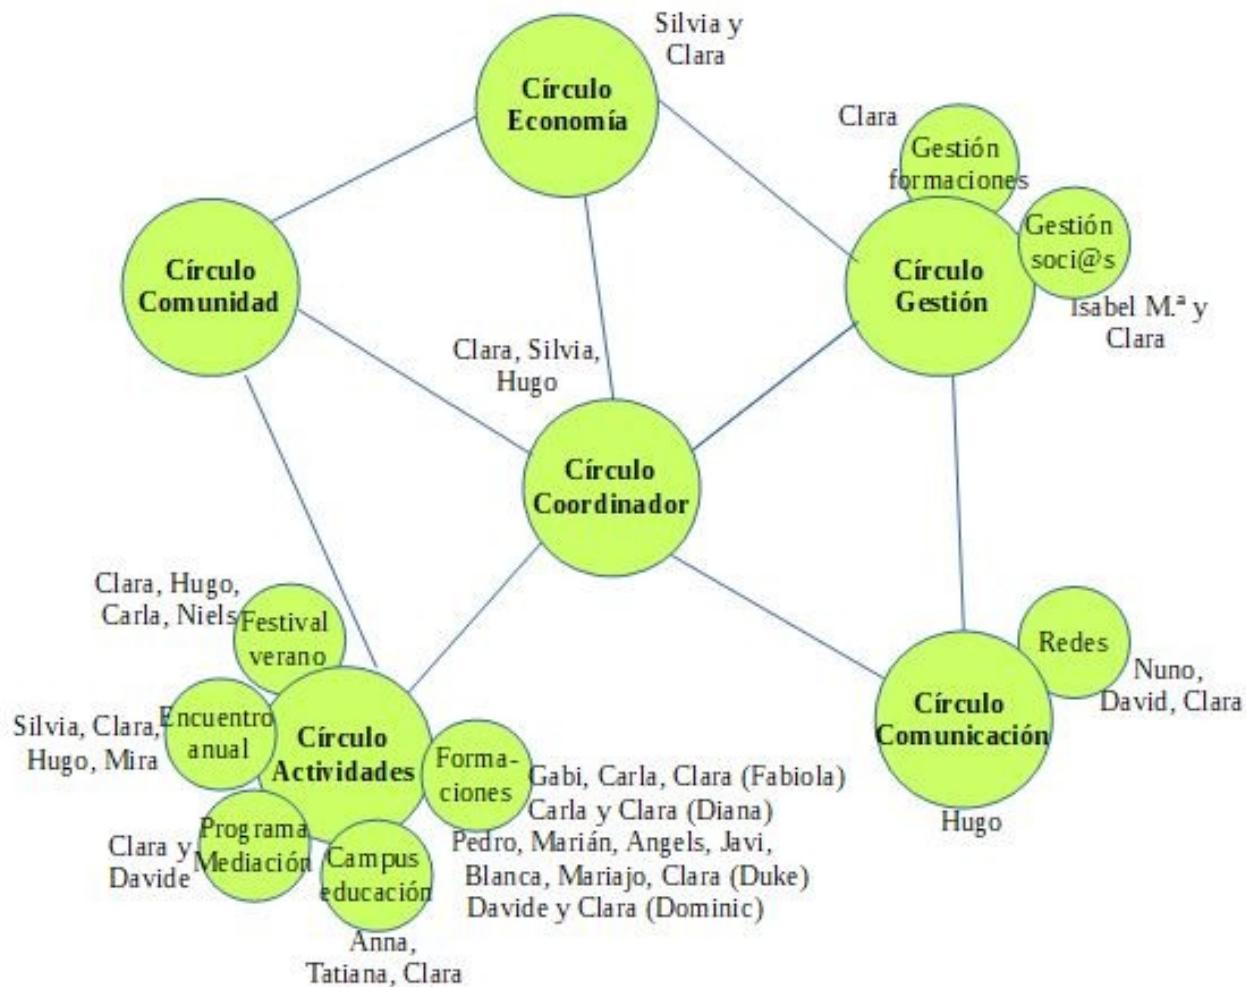 Silvia y
Clara
Círculo
Economía
Clara
Gestión
formaciones
Gestión
soci@s
Isabel M.ª y
Clara
Círculo
Gestión
Círculo
Comunidad
Clara, Silvia,
Hugo
Círculo
Coordinador
Clara, Hugo,
Carla, Niels
Festival
verano
Silvia, Clara,
Hugo, Mira
Encuentro
anual
Círculo
Actividades
Forma-
ciones
Gabi, Carla, Clara (Fabiola)
Carla y Clara (Diana)
Pedro, Marián, Angels, Javi,
Blanca, Mariajo, Clara (Duke)
Davide y Clara (Dominic)
Clara y
Davide
Programa
Mediación
Campus
educación
Anna,
Tatiana, Clara
Redes
Nuno,
David, Clara
Círculo
Comunicación
Hugo